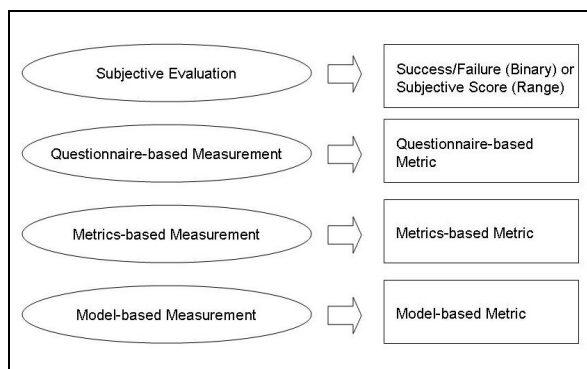 Subjective Evaluation
Success/Failure (Binary) or
Subjective Score (Range)
Questionnaire-based Measurement
Questionnaire-based
Metric
Metrics-based Measurement
Metrics-based Metric
Model-based Measurement
Model-based Metric